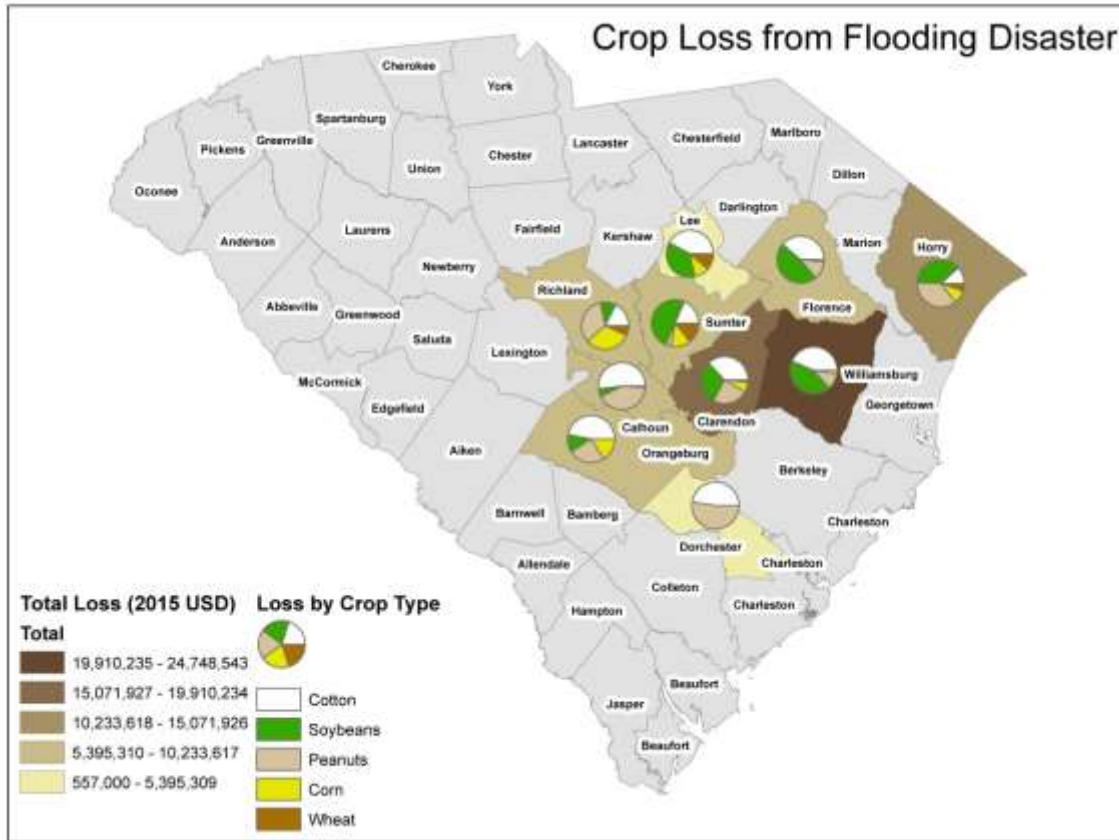 Crop Loss from Flooding Disaster
Cherokee
York
Spartanburg
Greenville
Pickens
Oconee
Union
Chester
Lancaster
Chesterfield
Marlboro
Dillon
Darlington
Lee
Anderson
Laurens
Fairfield
Kershaw
Marion
Horry
Newberry
Richland
Florence
Abbeville
Greenwood
Saluda
Lexington
Sumter
McCormick
Edgefield
Williamsburg
Georgetown
Clarendon
Calhoun
Aiken
Orangeburg
Berkeley
Barnwell
Bamberg
Charleston
Dorchester
Allendale
Charleston
Colleton
Hampton
Charleston
Beaufort
Jasper
Beaufort
Total Loss (2015 USD)
Total
19,910,235 - 24,748,543
15,071,927 - 19,910,234
10,233,618 - 15,071,926
5,395,310 - 10,233,617
557,000 - 5,395,309
Loss by Crop Type
Cotton
Soybeans
Peanuts
Corn
Wheat